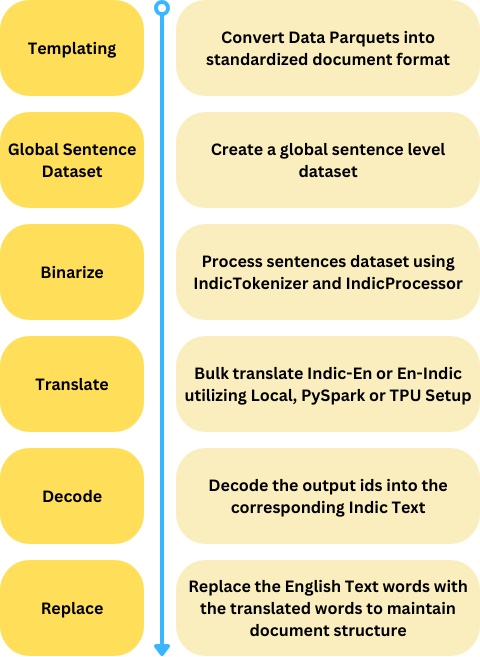 Templating
Convert Data Parquets into
standardized document format
Global Sentence
Dataset
Create a global sentence level
dataset
Binarize
Process sentences dataset using
IndicTokenizer and IndicProcessor
Translate
Bulk translate Indic-En or En-Indic
utilizing Local, PySpark or TPU Setup
Decode
Decode the output ids into the
corresponding Indic Text
Replace
Replace the English Text words with
the translated words to maintain
document structure